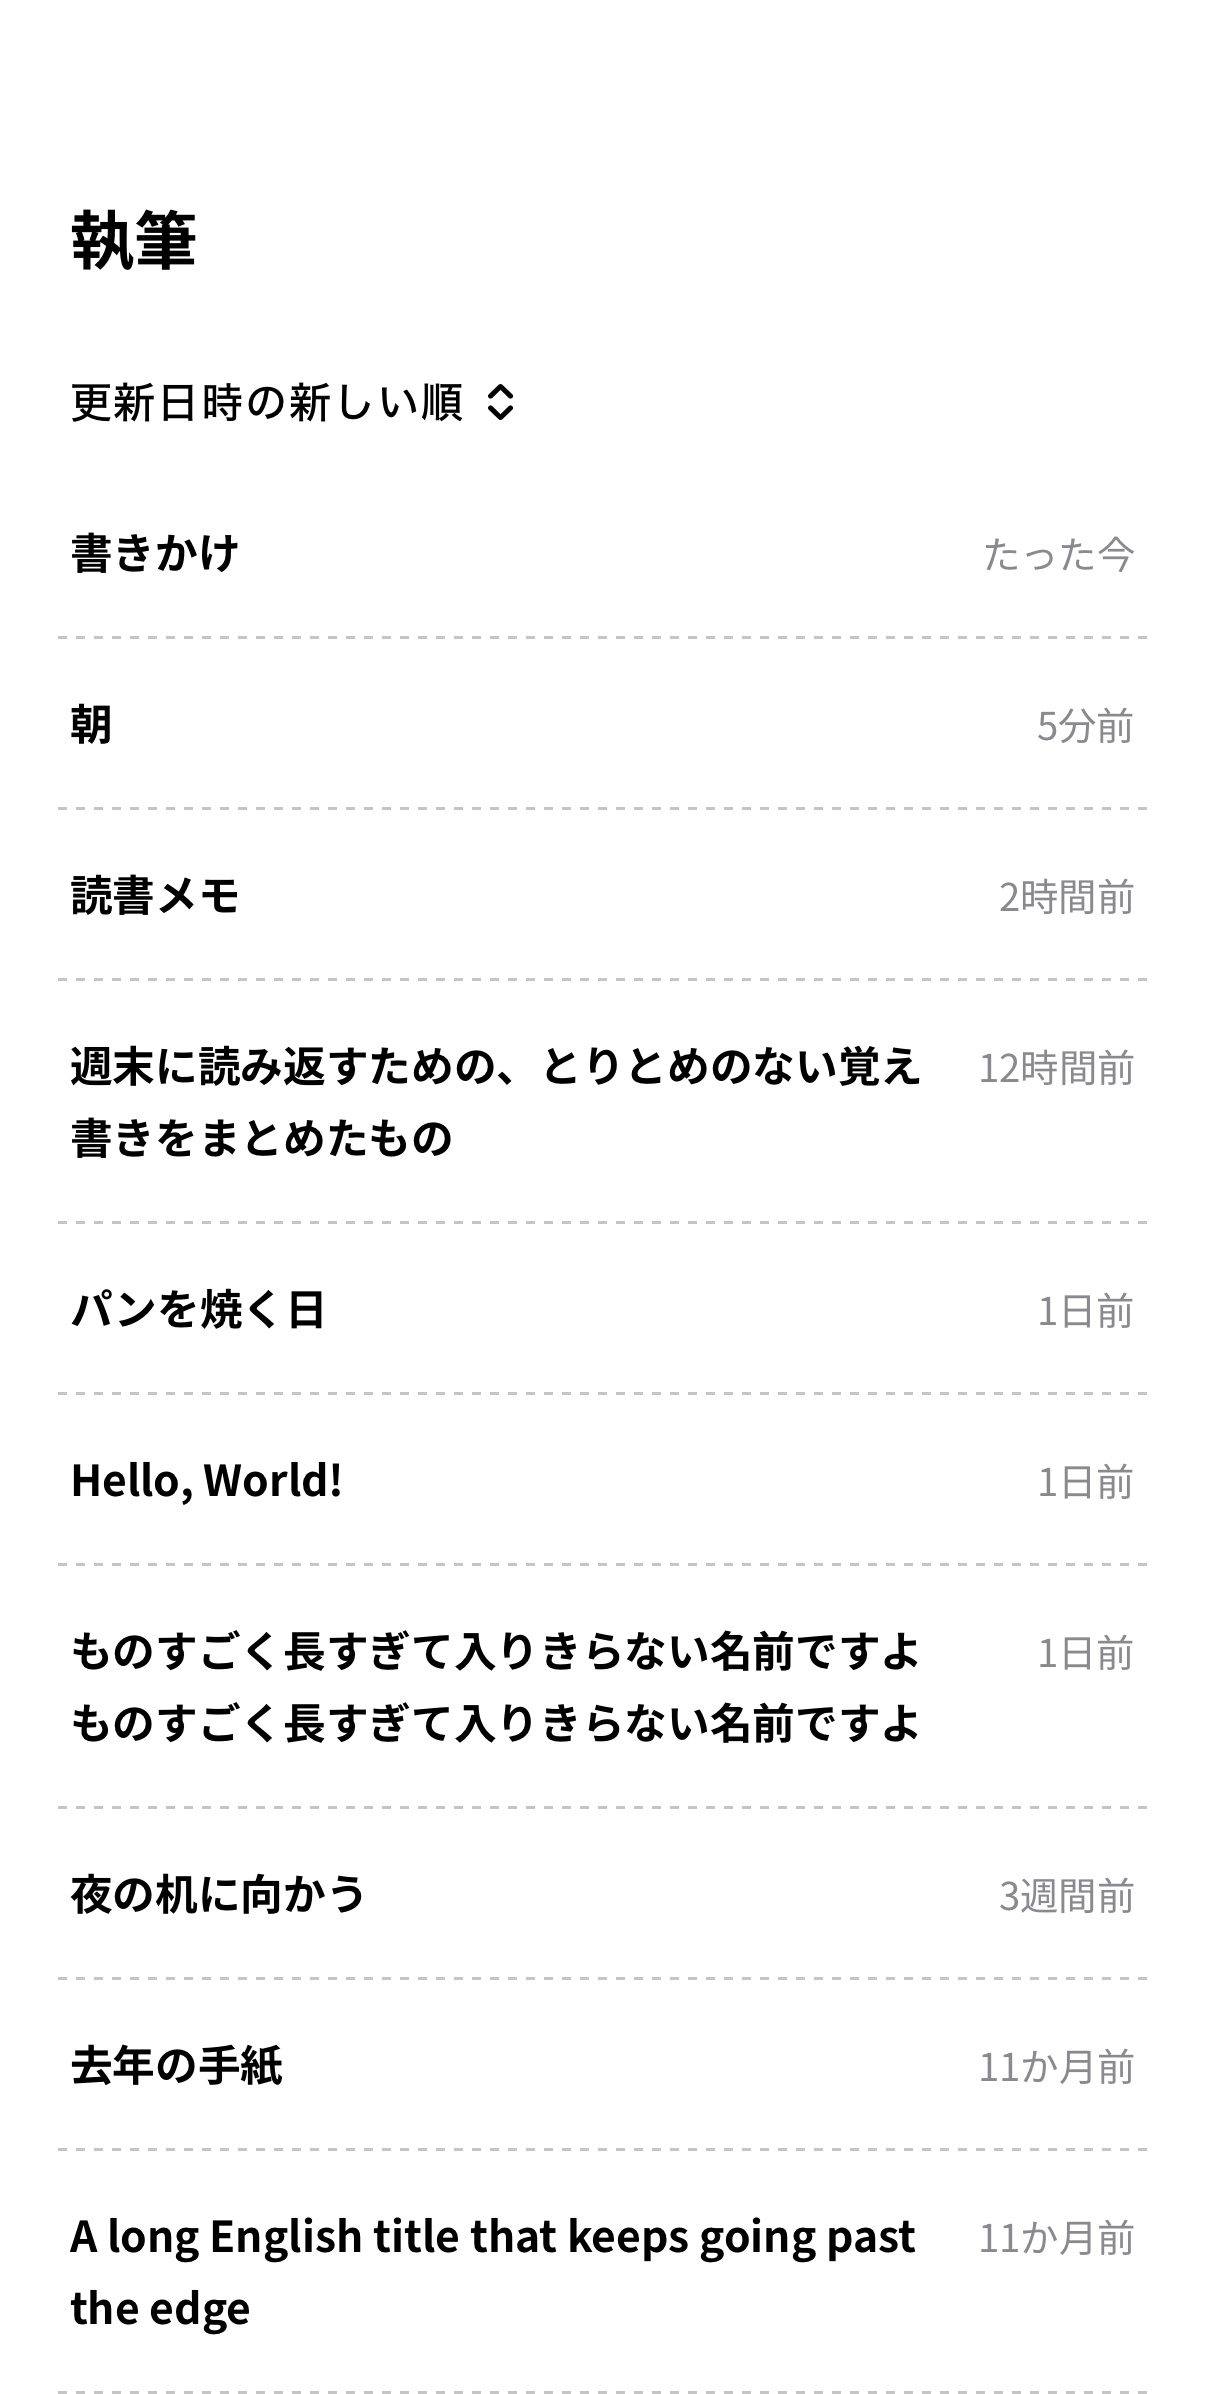 執筆
更新日時の新しい順
書きかけ たった今
朝 5分前
読書メモ 2時間前
週末に読み返すための、とりとめのない覚え 12時間前
書きをまとめたもの
パンを焼く日 1日前
Hello, World! 1日前
ものすごく長すぎて入りきらない名前ですよ 1日前
ものすごく長すぎて入りきらない名前ですよ
夜の机に向かう 3週間前
去年の手紙 11か月前
A long English title that keeps going past 11か月前
the edge